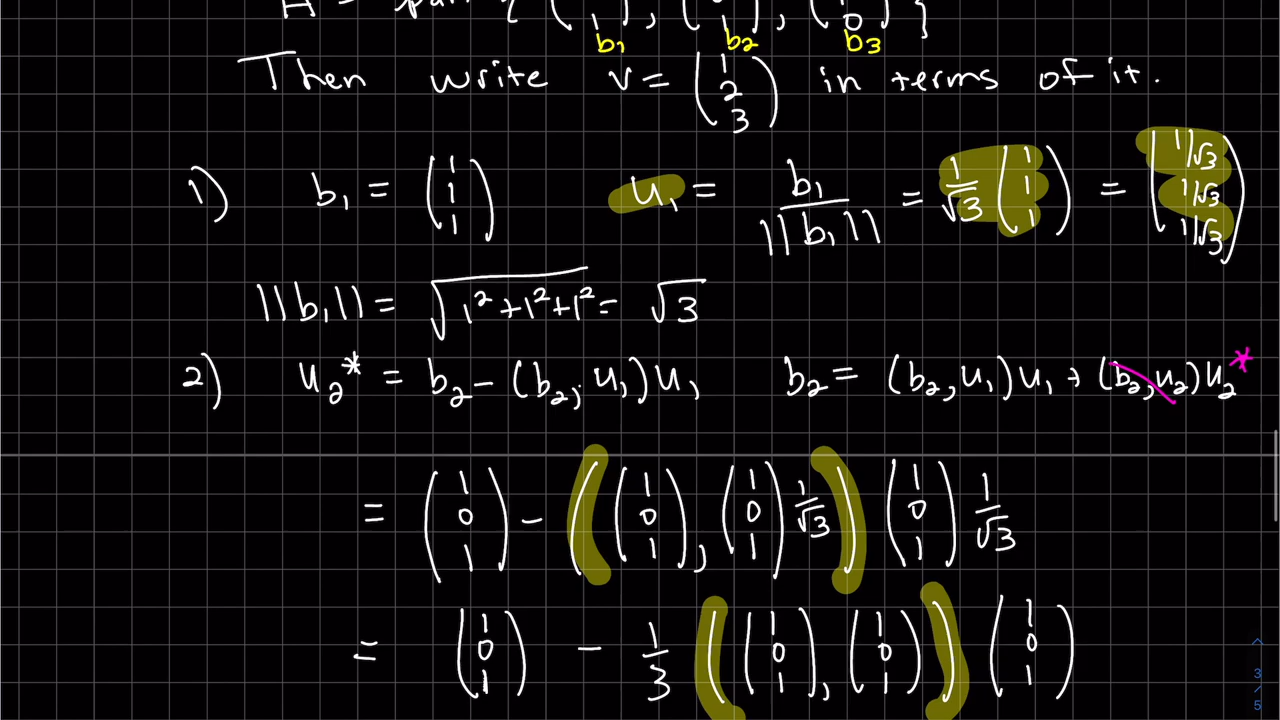 A = span { ( 1 ), ( 1 ), ( 0 ) }
b₁ b₂ b₃
Then write v = (1 2 3) in terms of it.
1) b₁ = (1 1 1) u₁ = b₁ / ||b₁|| = 1/√3 (1 1 1) = (1/√3 1/√3 1/√3)
||b₁|| = √(1²+1²+1²) = √3
2) u₂* = b₂ - (b₂, u₁)u₁ b₂ = (b₂, u₁)u₁ + (b₂, u₂)u₂*
= (1 0 1) - ((1 0 1), (1 0 1) 1/√3) (1 0 1) 1/√3
= (1 0 1) - 1/3 ((1 0 1), (1 0 1)) (1 0 1)
3/5